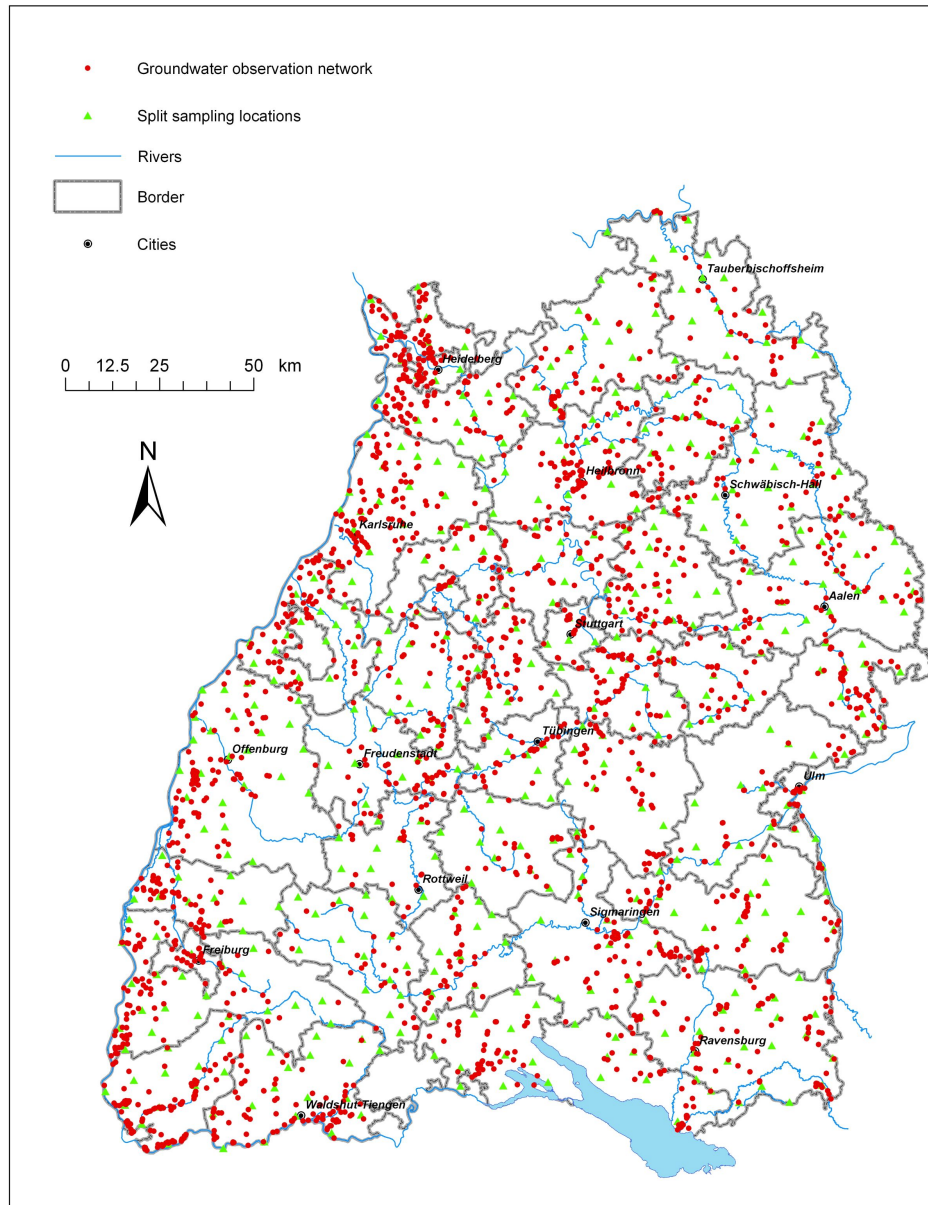 Groundwater observation network
Split sampling locations
Rivers
Border
Cities
Tauberbischoffsheim
0 12.5 25 50 km
Heidelberg
N
Heilbronn
Schwäbisch-Hall
Karlsruhe
Aalen
Stuttgart
Tübingen
Offenburg
Freudenstadt
Ulm
Rottweil
Sigmaringen
Freiburg
Ravensburg
Waldshut-Tiengen